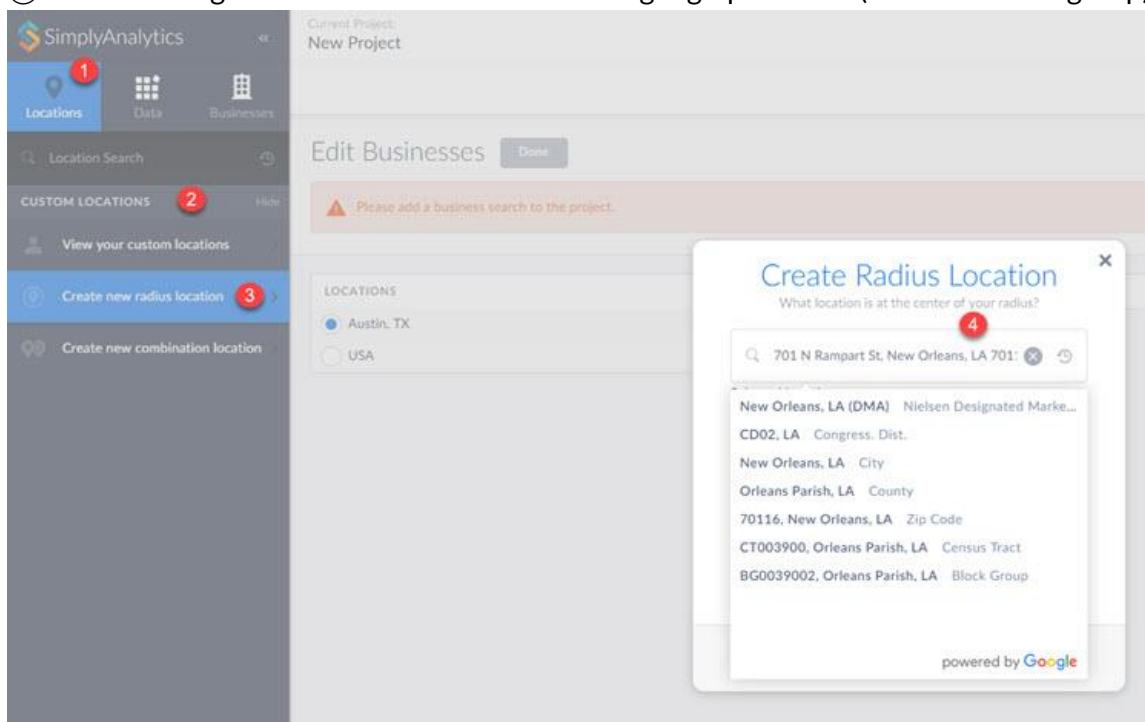 SimplyAnalytics «
Current Project:
New Project
1
Locations
Data
Businesses
Location Search
Edit Businesses Done
CUSTOM LOCATIONS 2 Hide
Please add a business search to the project.
View your custom locations
Create new radius location 3
Create new combination location
LOCATIONS
Austin, TX
USA
Create Radius Location
What location is at the center of your radius?
4
701 N Rampart St, New Orleans, LA 701
New Orleans, LA (DMA) Nielsen Designated Marke...
CD02, LA Congress. Dist.
New Orleans, LA City
Orleans Parish, LA County
70116, New Orleans, LA Zip Code
CT003900, Orleans Parish, LA Census Tract
BG0039002, Orleans Parish, LA Block Group
powered by Google